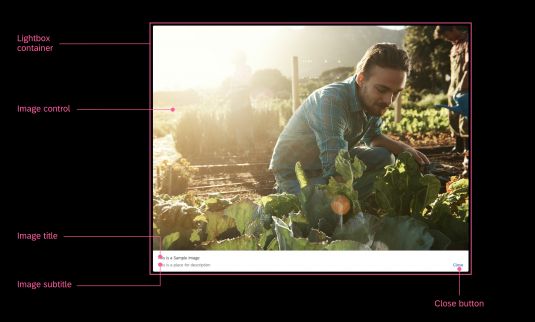 Lightbox
container
Image control
Image title
This is a Sample Image
This is a place for description
Close
Image subtitle
Close button